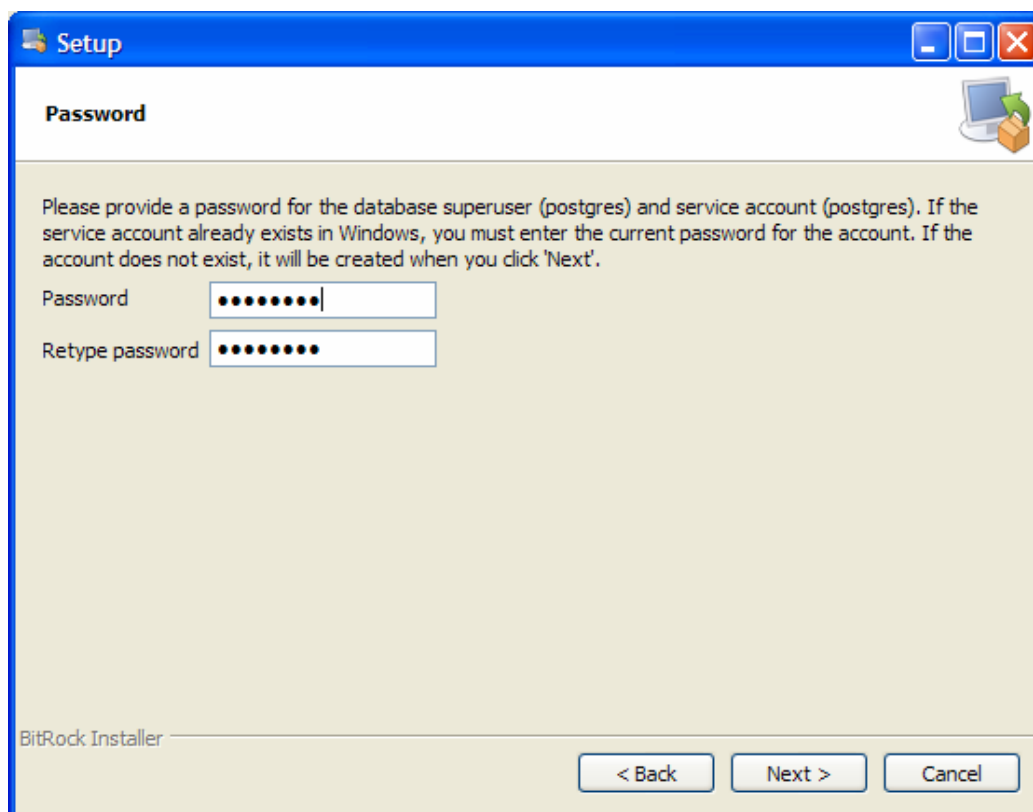 Setup
Password
Please provide a password for the database superuser (postgres) and service account (postgres). If the
service account already exists in Windows, you must enter the current password for the account. If the
account does not exist, it will be created when you click 'Next'.
Password ••••••••
Retype password ••••••••
BitRock Installer
< Back Next > Cancel